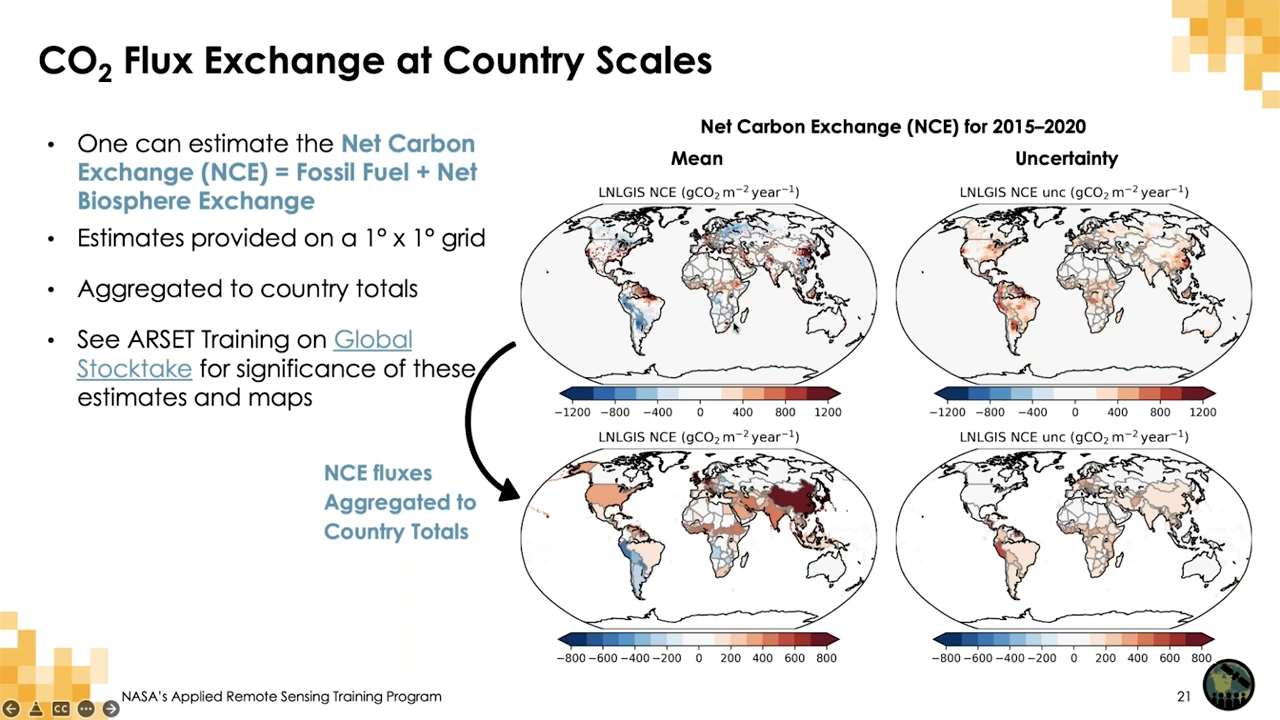 CO₂ Flux Exchange at Country Scales
• One can estimate the Net Carbon
Exchange (NCE) = Fossil Fuel + Net
Biosphere Exchange
• Estimates provided on a 1° x 1° grid
• Aggregated to country totals
• See ARSET Training on Global
Stocktake for significance of these
estimates and maps
NCE fluxes
Aggregated to
Country Totals
Net Carbon Exchange (NCE) for 2015–2020
Mean
Uncertainty
LNLGIS NCE (gCO₂ m⁻² year⁻¹)
−1200 −800 −400 0 400 800 1200
LNLGIS NCE unc (gCO₂ m⁻² year⁻¹)
−1200 −800 −400 0 400 800 1200
LNLGIS NCE (gCO₂ m⁻² year⁻¹)
−800 −600 −400 −200 0 200 400 600 800
LNLGIS NCE unc (gCO₂ m⁻² year⁻¹)
−800 −600 −400 −200 0 200 400 600 800
CC
NASA's Applied Remote Sensing Training Program
21